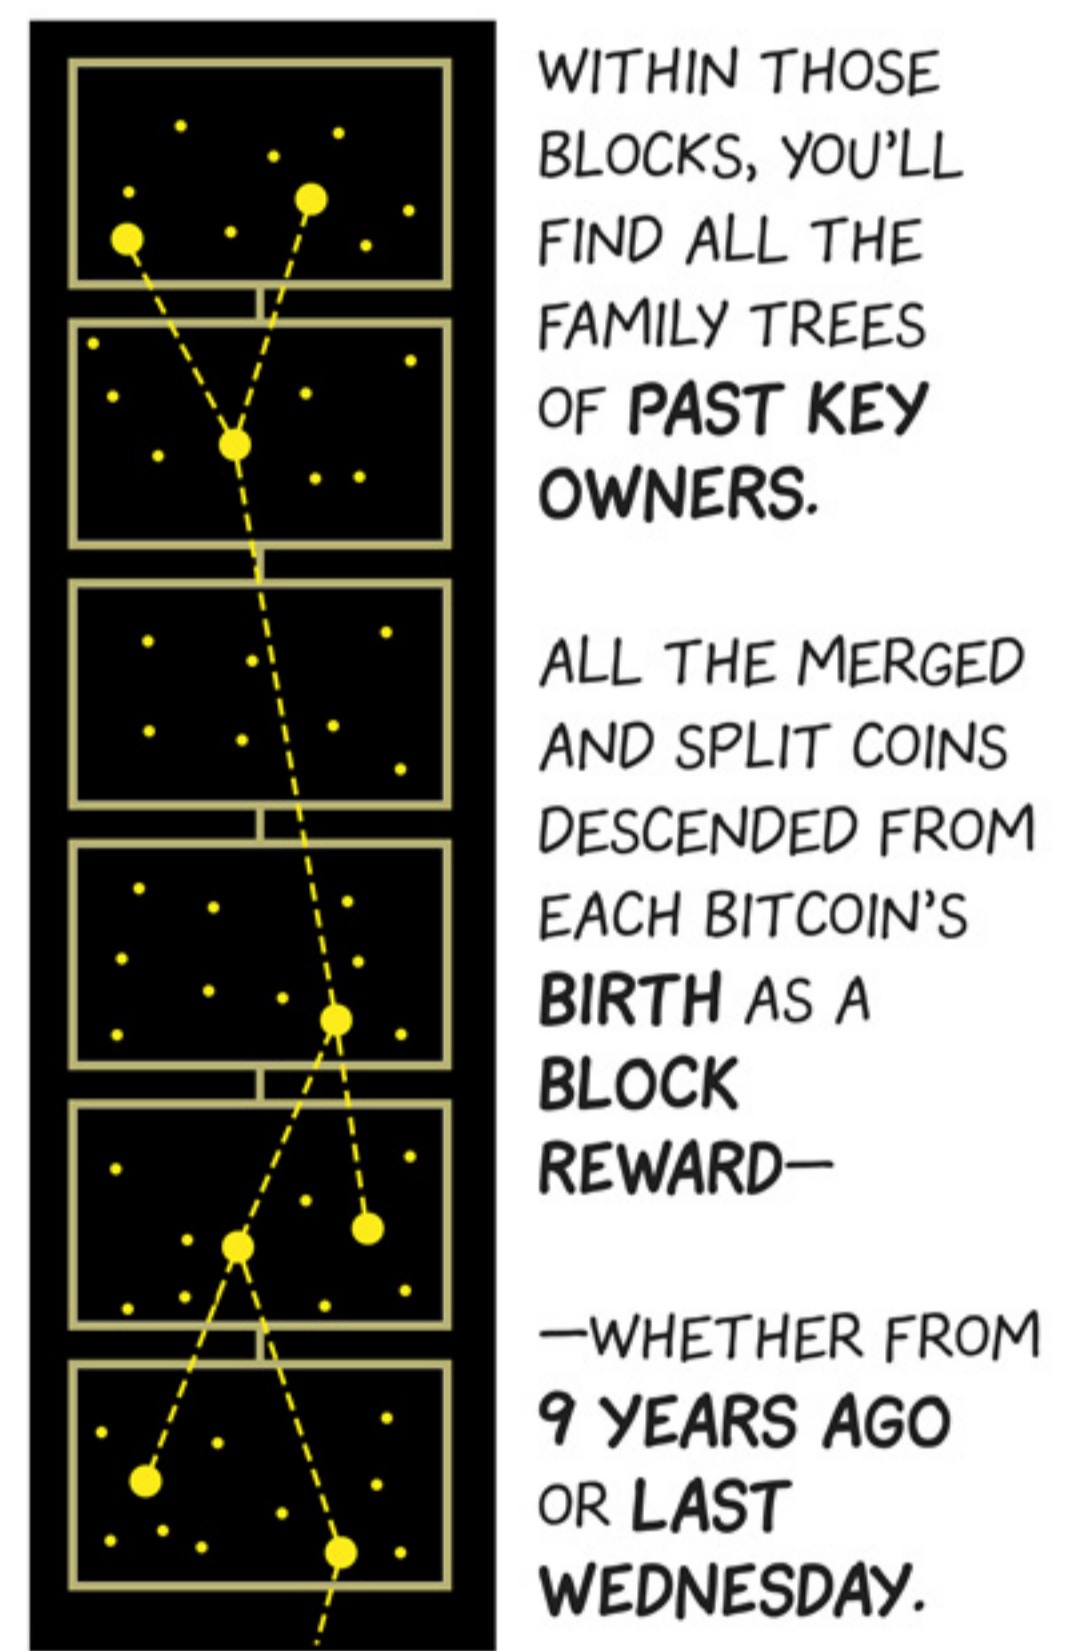 WITHIN THOSE
BLOCKS, YOU'LL
FIND ALL THE
FAMILY TREES
OF PAST KEY
OWNERS.
ALL THE MERGED
AND SPLIT COINS
DESCENDED FROM
EACH BITCOIN'S
BIRTH AS A
BLOCK
REWARD—
—WHETHER FROM
9 YEARS AGO
OR LAST
WEDNESDAY.